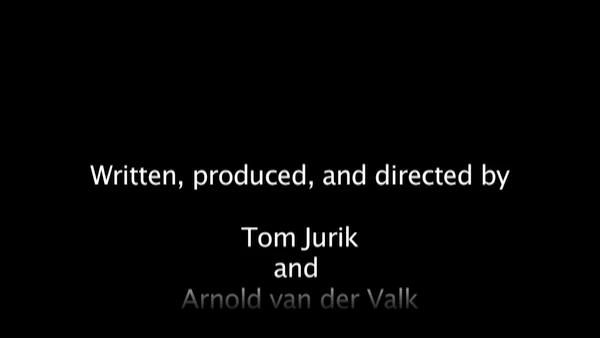 Written, produced, and directed by
Tom Jurik
and
Arnold van der Valk